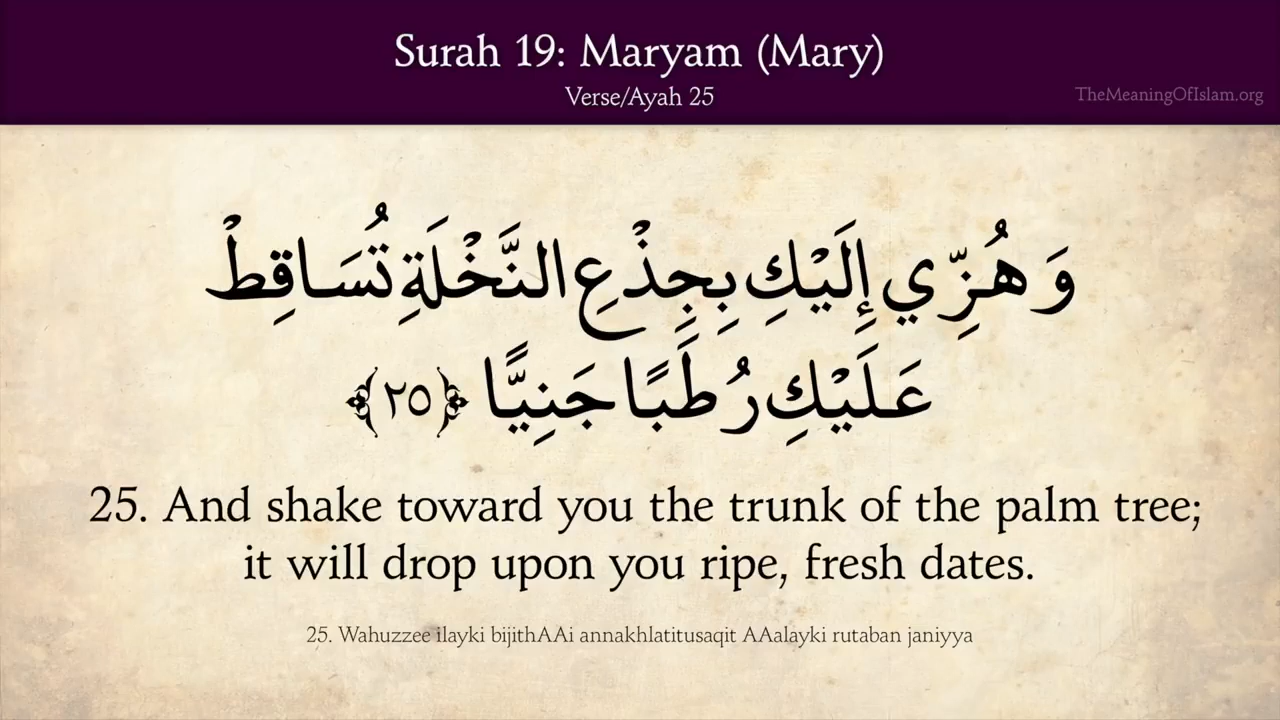 Surah 19: Maryam (Mary)
Verse/Ayah 25
TheMeaningOfIslam.org
وَهُزِّي إِلَيْكِ بِجِذْعِ النَّخْلَةِ تُسَاقِطْ
عَلَيْكِ رُطَبًا جَنِيًّا ﴿٢٥﴾
25. And shake toward you the trunk of the palm tree;
it will drop upon you ripe, fresh dates.
25. Wahuzzee ilayki bijithAAi annakhlatitusaqit AAalayki rutaban janiyya